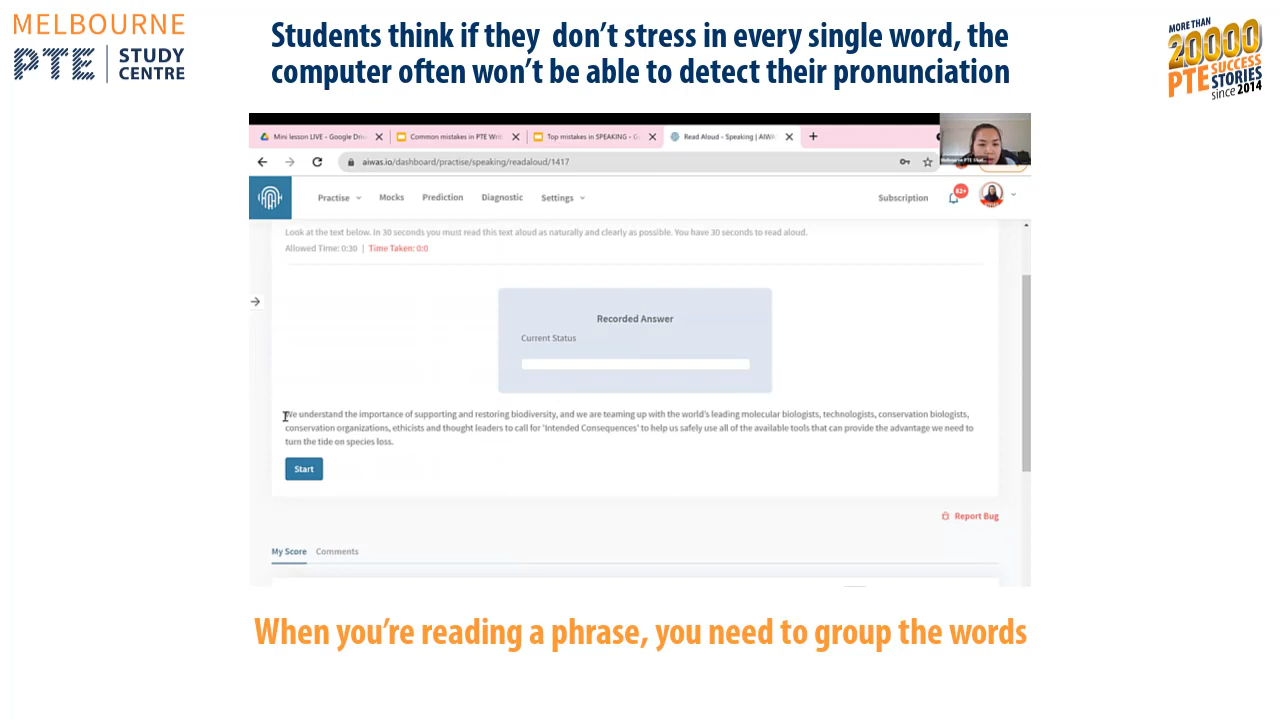 MELBOURNE
PTE STUDY CENTRE
Students think if they don't stress in every single word, the
computer often won't be able to detect their pronunciation
MORE THAN
20000
PTE SUCCESS
STORIES
since 2014
Mini lesson LIVE - Google Driv
Common mistakes in PTE Writ
Top mistakes in SPEAKING - G
Read Aloud - Speaking | AIWA
aiwas.io/dashboard/practise/speaking/readaloud/1417
Practise Mocks Prediction Diagnostic Settings Subscription 82+
Look at the text below. In 30 seconds you must read this text aloud as naturally and clearly as possible. You have 30 seconds to read aloud.
Allowed Time: 0:30 | Time Taken: 0:0
Recorded Answer
Current Status
We understand the importance of supporting and restoring biodiversity, and we are teaming up with the world's leading molecular biologists, technologists, conservation biologists,
conservation organizations, ethicists and thought leaders to call for 'Intended Consequences' to help us safely use all of the available tools that can provide the advantage we need to
turn the tide on species loss.
Start
Report Bug
My Score Comments
When you're reading a phrase, you need to group the words